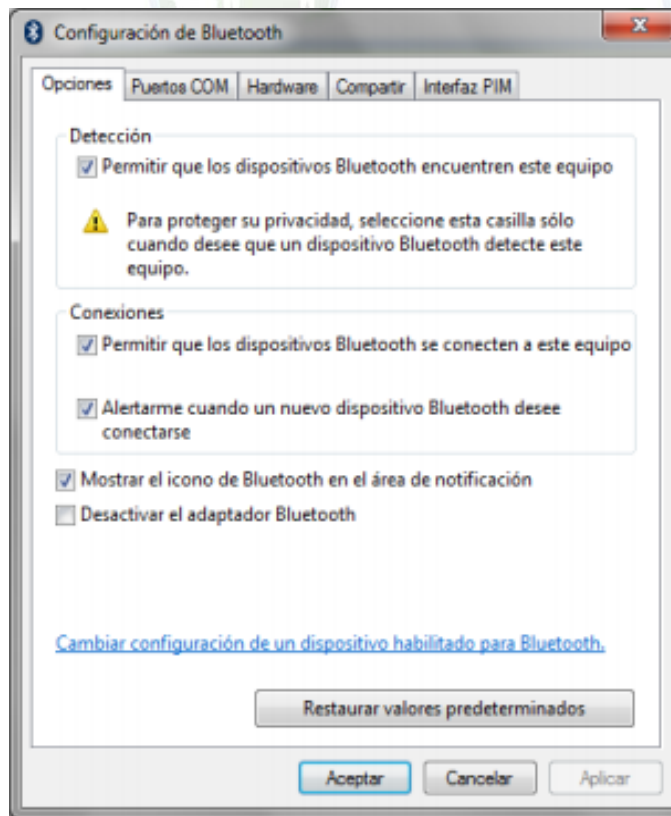 Configuración de Bluetooth
Opciones Puertos COM Hardware Compartir Interfaz PIM
Detección
Permitir que los dispositivos Bluetooth encuentren este equipo
Para proteger su privacidad, seleccione esta casilla sólo
cuando desee que un dispositivo Bluetooth detecte este
equipo.
Conexiones
Permitir que los dispositivos Bluetooth se conecten a este equipo
Alertarme cuando un nuevo dispositivo Bluetooth desee
conectarse
Mostrar el icono de Bluetooth en el área de notificación
Desactivar el adaptador Bluetooth
Cambiar configuración de un dispositivo habilitado para Bluetooth.
Restaurar valores predeterminados
Aceptar Cancelar Aplicar